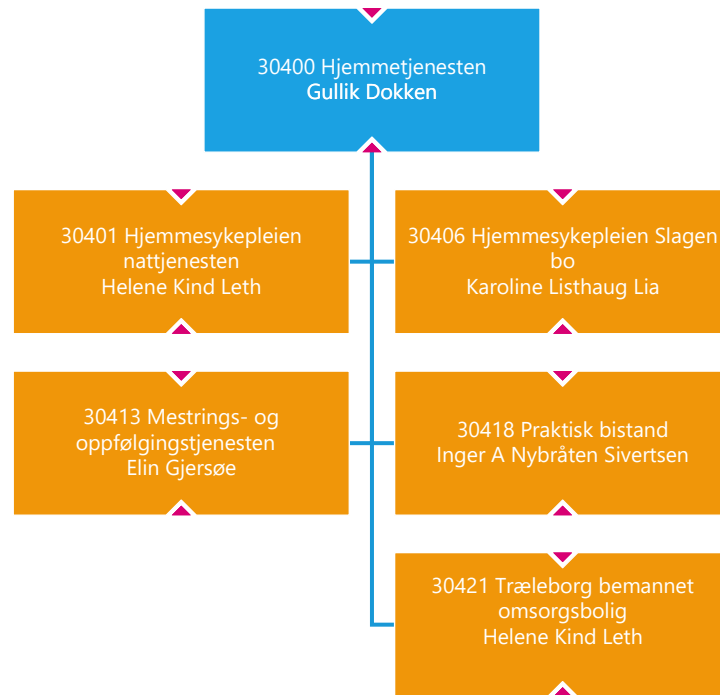 30400 Hjemmetjenesten
Gullik Dokken
30401 Hjemmesykepleien
nattjenesten
Helene Kind Leth
30406 Hjemmesykepleien Slagen
bo
Karoline Listhaug Lia
30413 Mestrings- og
oppfølgingstjenesten
Elin Gjersøe
30418 Praktisk bistand
Inger A Nybråten Sivertsen
30421 Træleborg bemannet
omsorgsbolig
Helene Kind Leth